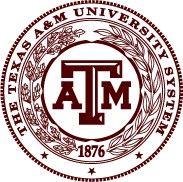 THE TEXAS A&M UNIVERSITY SYSTEM
ATM
1876